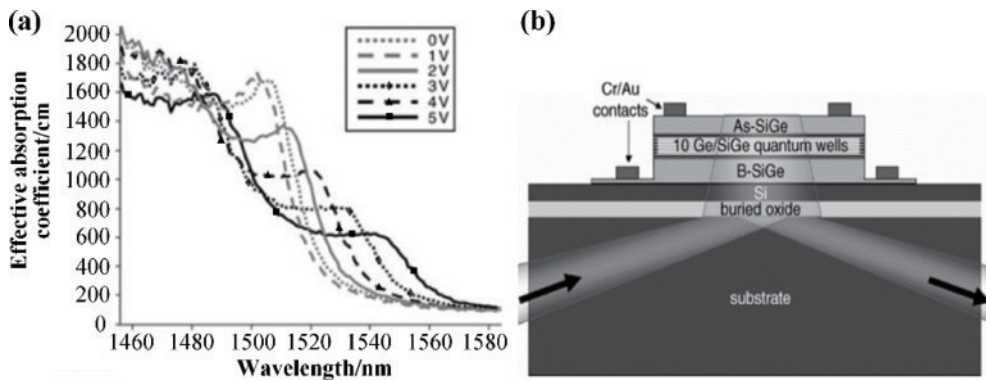 (a)
2000
1800
1600
1400
1200
1000
800
600
400
200
0
Effective absorption
coefficient/cm
1460 1480 1500 1520 1540 1560 1580
Wavelength/nm
0V
1V
2V
3V
4V
5V
(b)
Cr/Au
contacts
As-SiGe
10 Ge/SiGe quantum wells
B-SiGe
Si
buried oxide
substrate